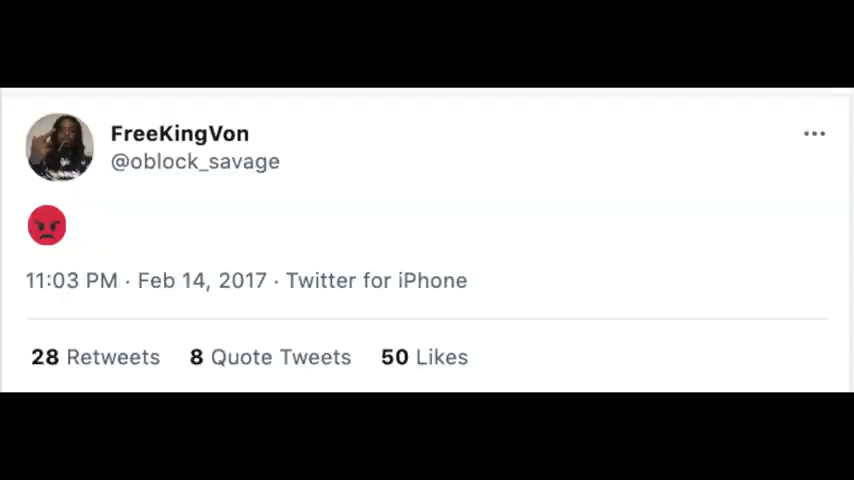 FreeKingVon
@oblock_savage
😡
11:03 PM · Feb 14, 2017 · Twitter for iPhone
28 Retweets 8 Quote Tweets 50 Likes